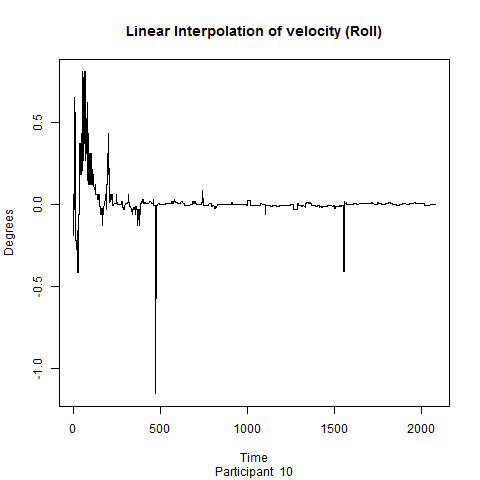 Linear Interpolation of velocity (Roll)
Degrees
0.5
0.0
-0.5
-1.0
0 500 1000 1500 2000
Time
Participant 10